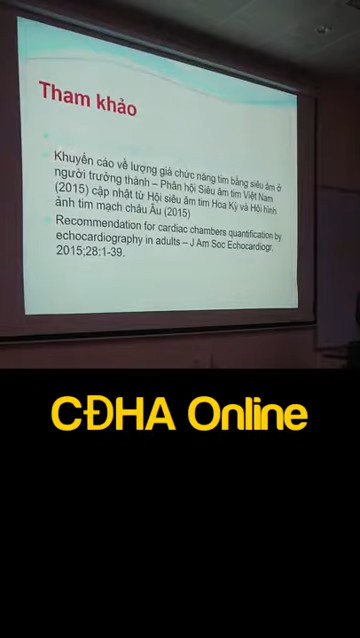 Tham khảo
Khuyến cáo về lượng giá chức năng tim bằng siêu âm ở
người trưởng thành – Phân hội Siêu âm tim Việt Nam
(2015) cập nhật từ Hội siêu âm tim Hoa Kỳ và Hội hình
ảnh tim mạch châu Âu (2015)
Recommendation for cardiac chambers quantification by
echocardiography in adults – J Am Soc Echocardiogr.
2015;28:1-39.
CĐHA Online